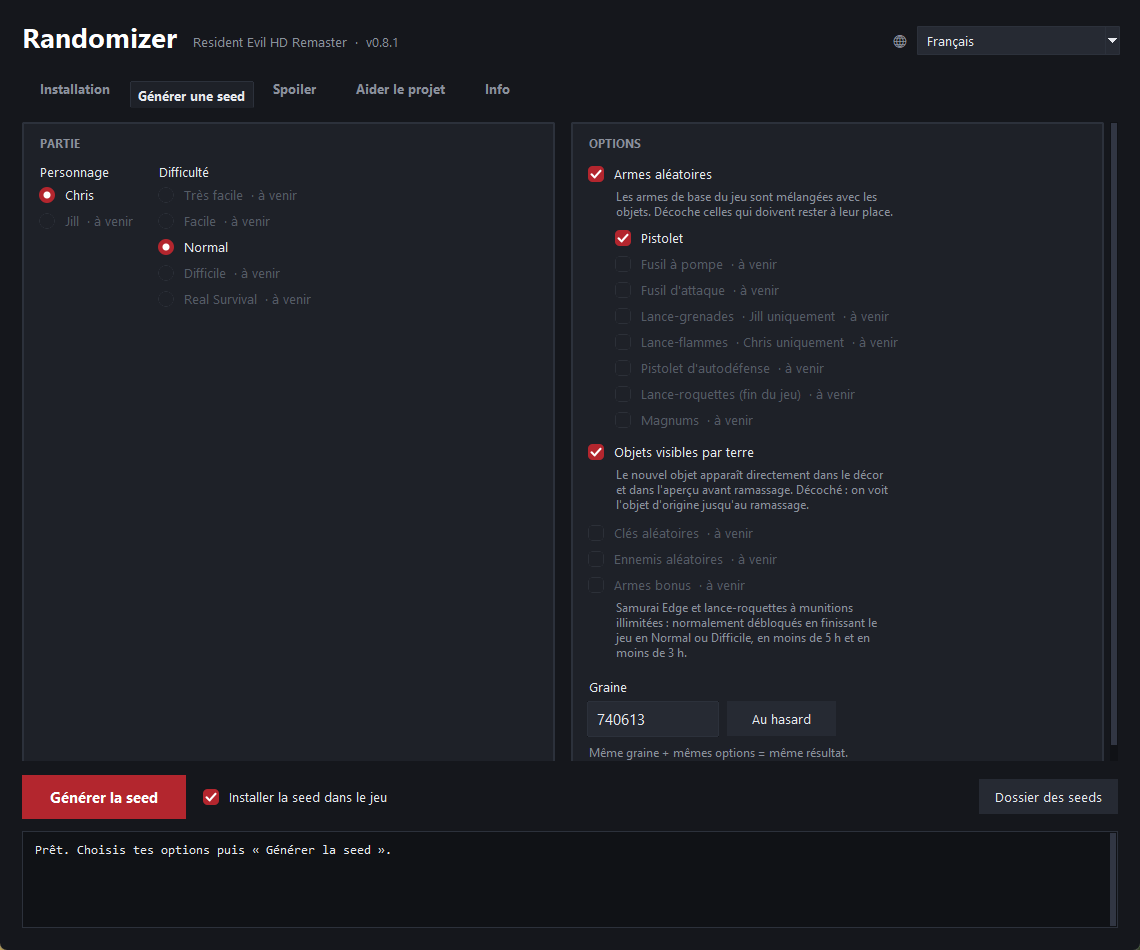 Randomizer Resident Evil HD Remaster · v0.8.1
Français
Installation
Générer une seed
Spoiler
Aider le projet
Info
PARTIE
Personnage
Chris
Jill · à venir
Difficulté
Très facile · à venir
Facile · à venir
Normal
Difficile · à venir
Real Survival · à venir
OPTIONS
Armes aléatoires
Les armes de base du jeu sont mélangées avec les
objets. Décoche celles qui doivent rester à leur place.
Pistolet
Fusil à pompe · à venir
Fusil d'attaque · à venir
Lance-grenades · Jill uniquement · à venir
Lance-flammes · Chris uniquement · à venir
Pistolet d'autodéfense · à venir
Lance-roquettes (fin du jeu) · à venir
Magnums · à venir
Objets visibles par terre
Le nouvel objet apparaît directement dans le décor
et dans l'aperçu avant ramassage. Décoché : on voit
l'objet d'origine jusqu'au ramassage.
Clés aléatoires · à venir
Ennemis aléatoires · à venir
Armes bonus · à venir
Samurai Edge et lance-roquettes à munitions
illimitées : normalement débloqués en finissant le
jeu en Normal ou Difficile, en moins de 5 h et en
moins de 3 h.
Graine
740613
Au hasard
Même graine + mêmes options = même résultat.
Générer la seed
Installer la seed dans le jeu
Dossier des seeds
Prêt. Choisis tes options puis « Générer la seed ».